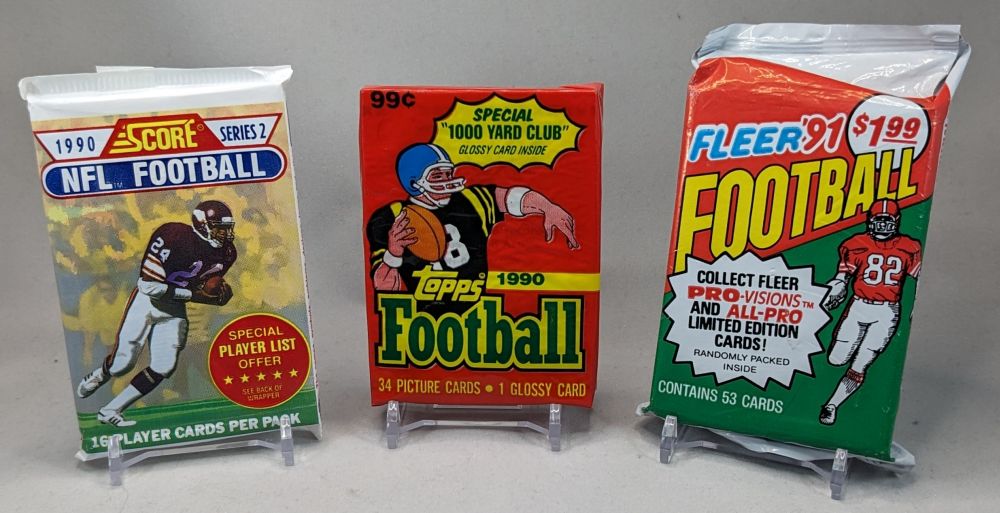 1990 SCORE © SERIES 2
NFL™ FOOTBALL
24
SPECIAL
PLAYER LIST
OFFER
★ ★ ★ ★ ★
SEE BACK OF
WRAPPER
16 PLAYER CARDS PER PACK
99¢
SPECIAL
"1000 YARD CLUB"
GLOSSY CARD INSIDE
8
Topps® 1990
Football
34 PICTURE CARDS • 1 GLOSSY CARD
FLEER '91 $1.99
FOOTBALL
82
COLLECT FLEER
PRO-VISIONS™
AND ALL-PRO
LIMITED EDITION
CARDS!
RANDOMLY PACKED
INSIDE
CONTAINS 53 CARDS